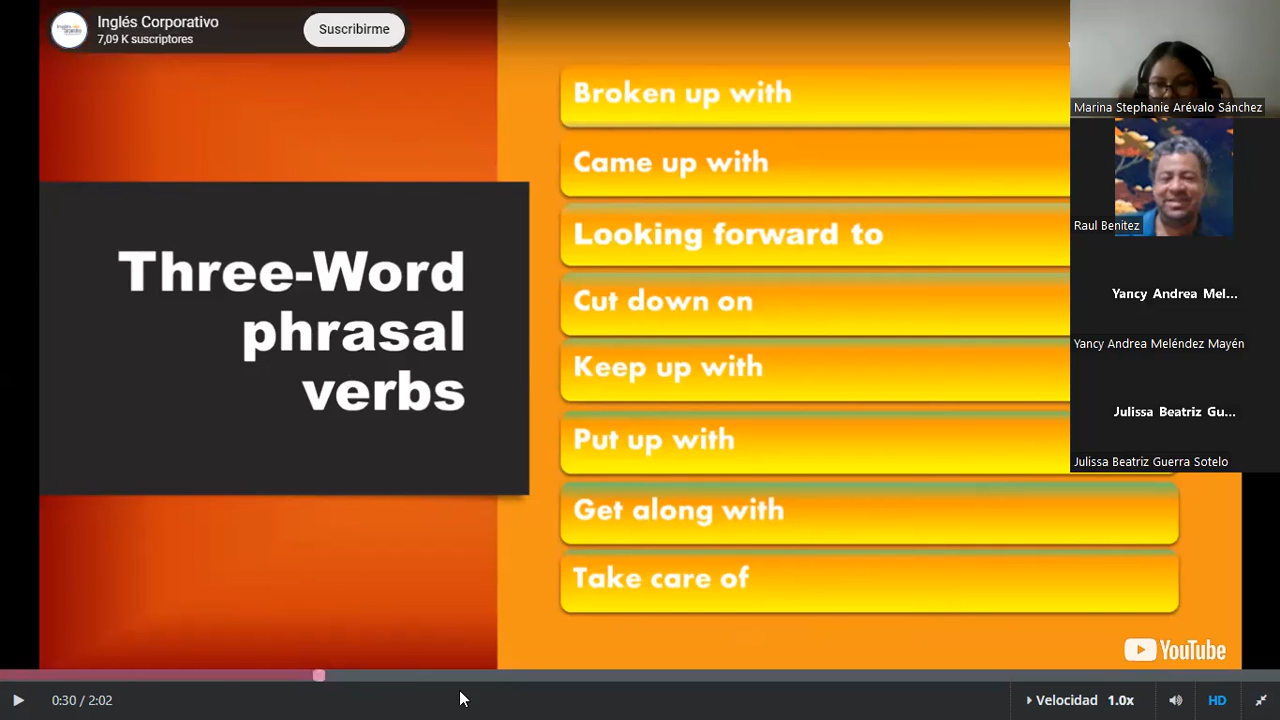 Inglés Corporativo
7,09 K suscriptores
Suscribirme
Three-Word
phrasal
verbs
Broken up with
Came up with
Looking forward to
Cut down on
Keep up with
Put up with
Get along with
Take care of
Marina Stephanie Arévalo Sánchez
Raul Benitez
Yancy Andrea Mel...
Yancy Andrea Meléndez Mayén
Julissa Beatriz Gu...
Julissa Beatriz Guerra Sotelo
YouTube
0:30 / 2:02
Velocidad 1.0x
HD